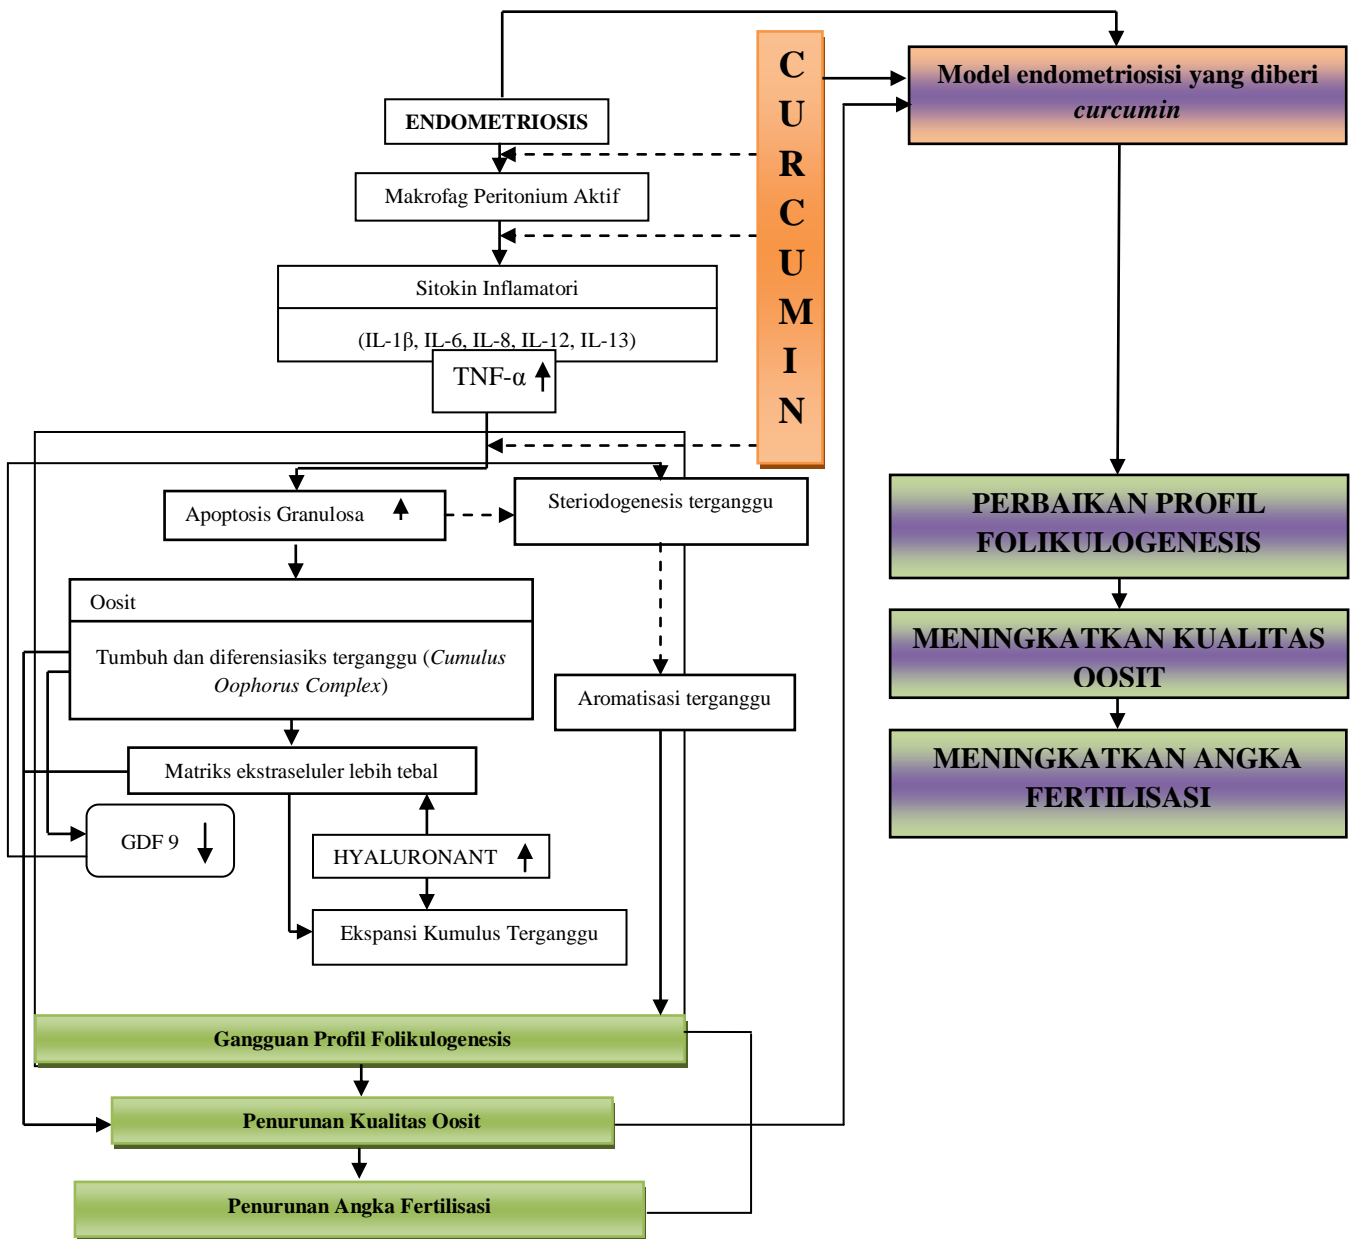 ENDOMETRIOSIS
Makrofag Peritonium Aktif
Sitokin Inflamatori
(IL-1β, IL-6, IL-8, IL-12, IL-13)
TNF-α
C
U
R
C
U
M
I
N
Model endometriosisi yang diberi
curcumin
Apoptosis Granulosa
Steriodogenesis terganggu
Oosit
Tumbuh dan diferensiasiks terganggu (Cumulus
Oophorus Complex)
Aromatisasi terganggu
Matriks ekstraseluler lebih tebal
GDF 9
HYALURONANT
Ekspansi Kumulus Terganggu
Gangguan Profil Folikulogenesis
Penurunan Kualitas Oosit
Penurunan Angka Fertilisasi
PERBAIKAN PROFIL
FOLIKULOGENESIS
MENINGKATKAN KUALITAS
OOSIT
MENINGKATKAN ANGKA
FERTILISASI